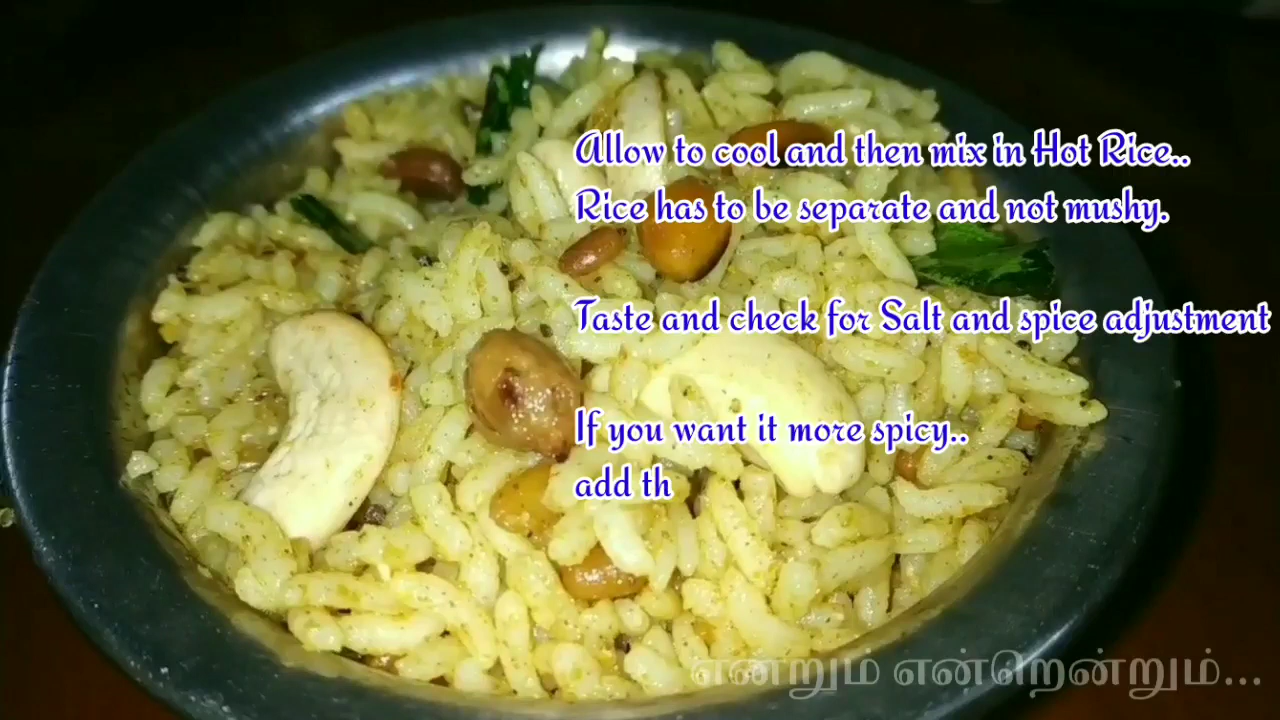 Allow to cool and then mix in Hot Rice..
Rice has to be separate and not mushy.
Taste and check for Salt and spice adjustment
If you want it more spicy..
add th
என்றும் என்றென்றும்...